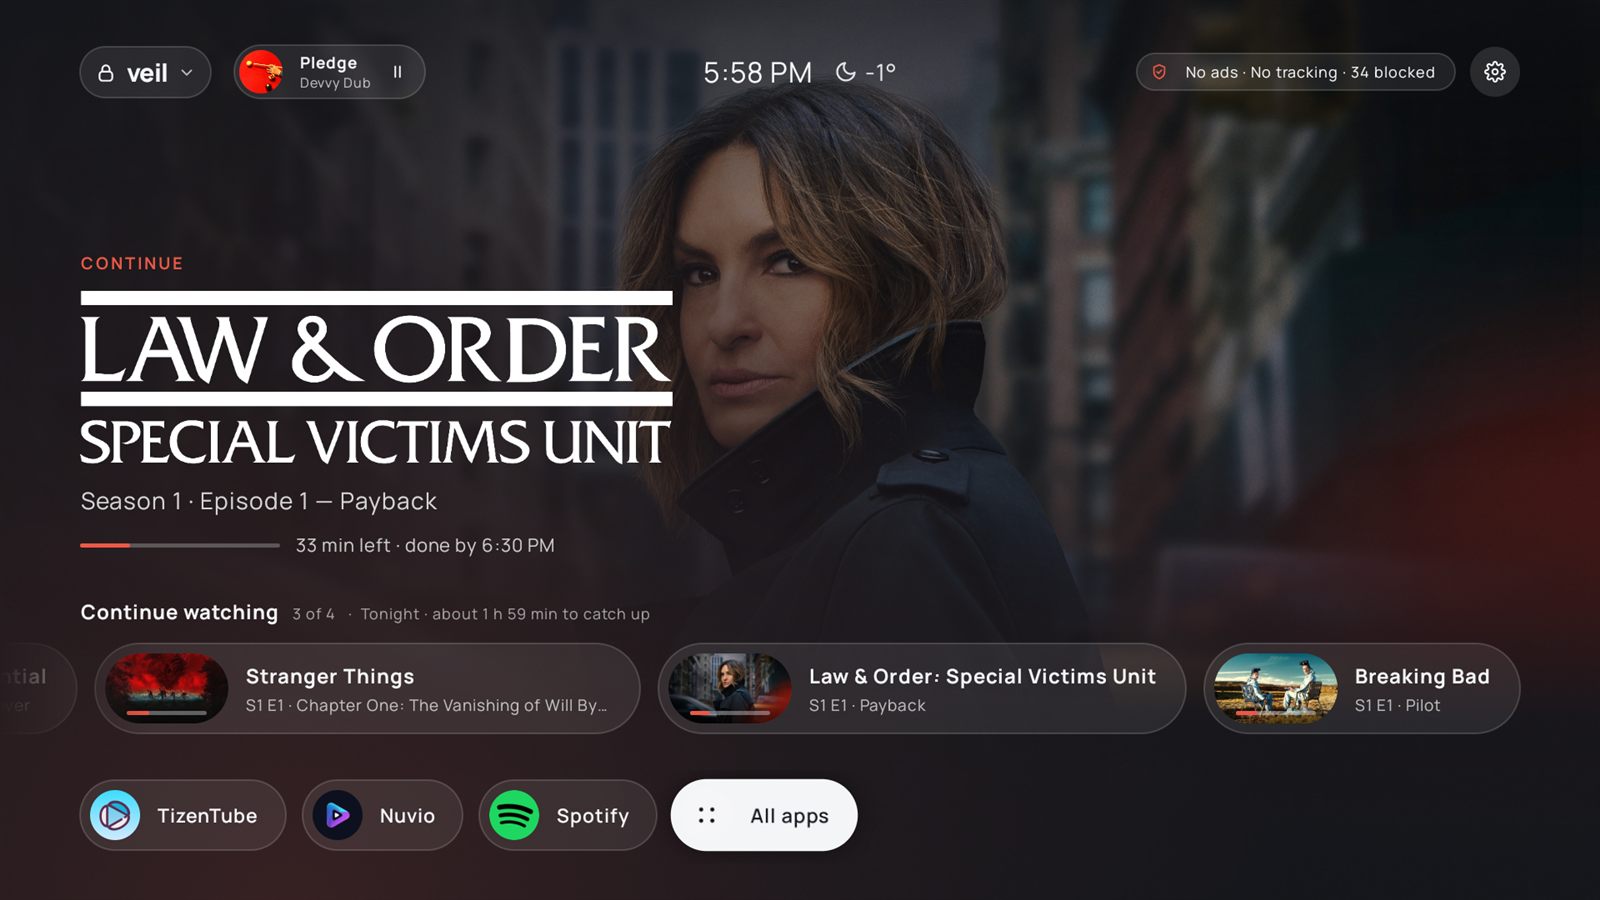 veil
Pledge
Devvy Dub
5:58 PM
-1°
No ads · No tracking · 34 blocked
CONTINUE
LAW & ORDER
SPECIAL VICTIMS UNIT
Season 1 · Episode 1 — Payback
33 min left · done by 6:30 PM
Continue watching 3 of 4 · Tonight · about 1 h 59 min to catch up
Stranger Things
S1 E1 · Chapter One: The Vanishing of Will By…
Law & Order: Special Victims Unit
S1 E1 · Payback
Breaking Bad
S1 E1 · Pilot
TizenTube
Nuvio
Spotify
All apps